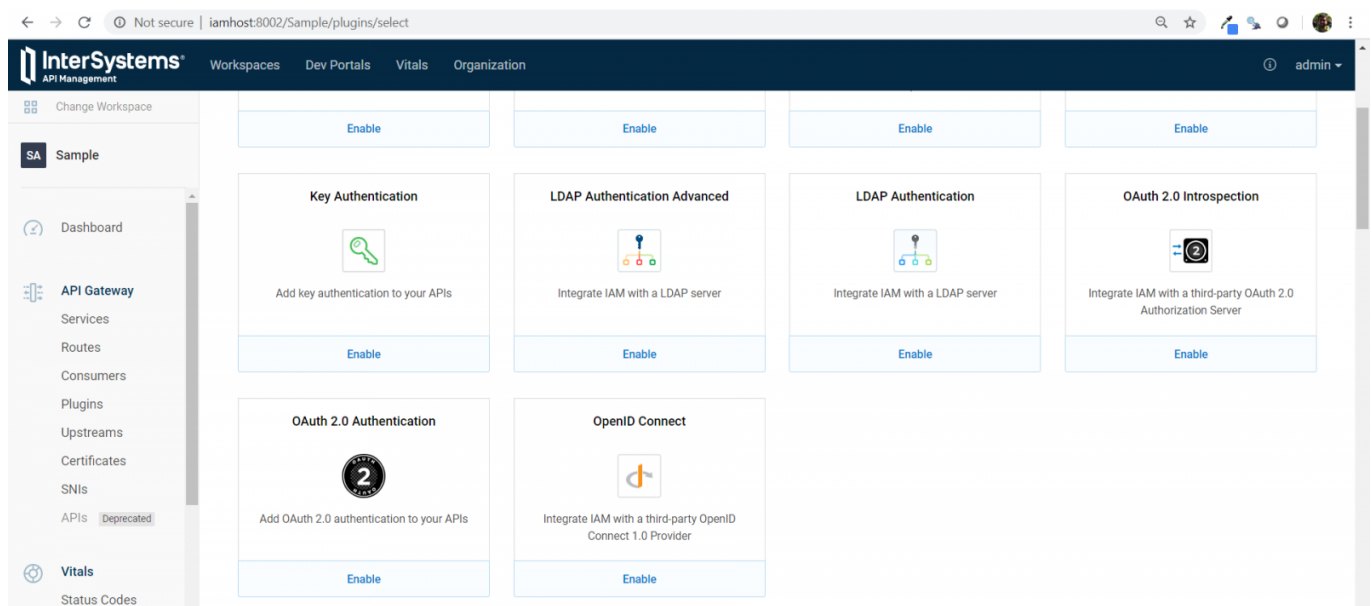 Not secure | iamhost:8002/Sample/plugins/select
InterSystems®
API Management
Workspaces Dev Portals Vitals Organization
admin
Change Workspace
SA Sample
Dashboard
API Gateway
Services
Routes
Consumers
Plugins
Upstreams
Certificates
SNIs
APIs Deprecated
Vitals
Status Codes
Enable Enable Enable Enable
Key Authentication
Add key authentication to your APIs
Enable
LDAP Authentication Advanced
Integrate IAM with a LDAP server
Enable
LDAP Authentication
Integrate IAM with a LDAP server
Enable
OAuth 2.0 Introspection
2
Integrate IAM with a third-party OAuth 2.0
Authorization Server
Enable
OAuth 2.0 Authentication
OAUTH
2
OAUTH
Add OAuth 2.0 authentication to your APIs
Enable
OpenID Connect
Integrate IAM with a third-party OpenID
Connect 1.0 Provider
Enable